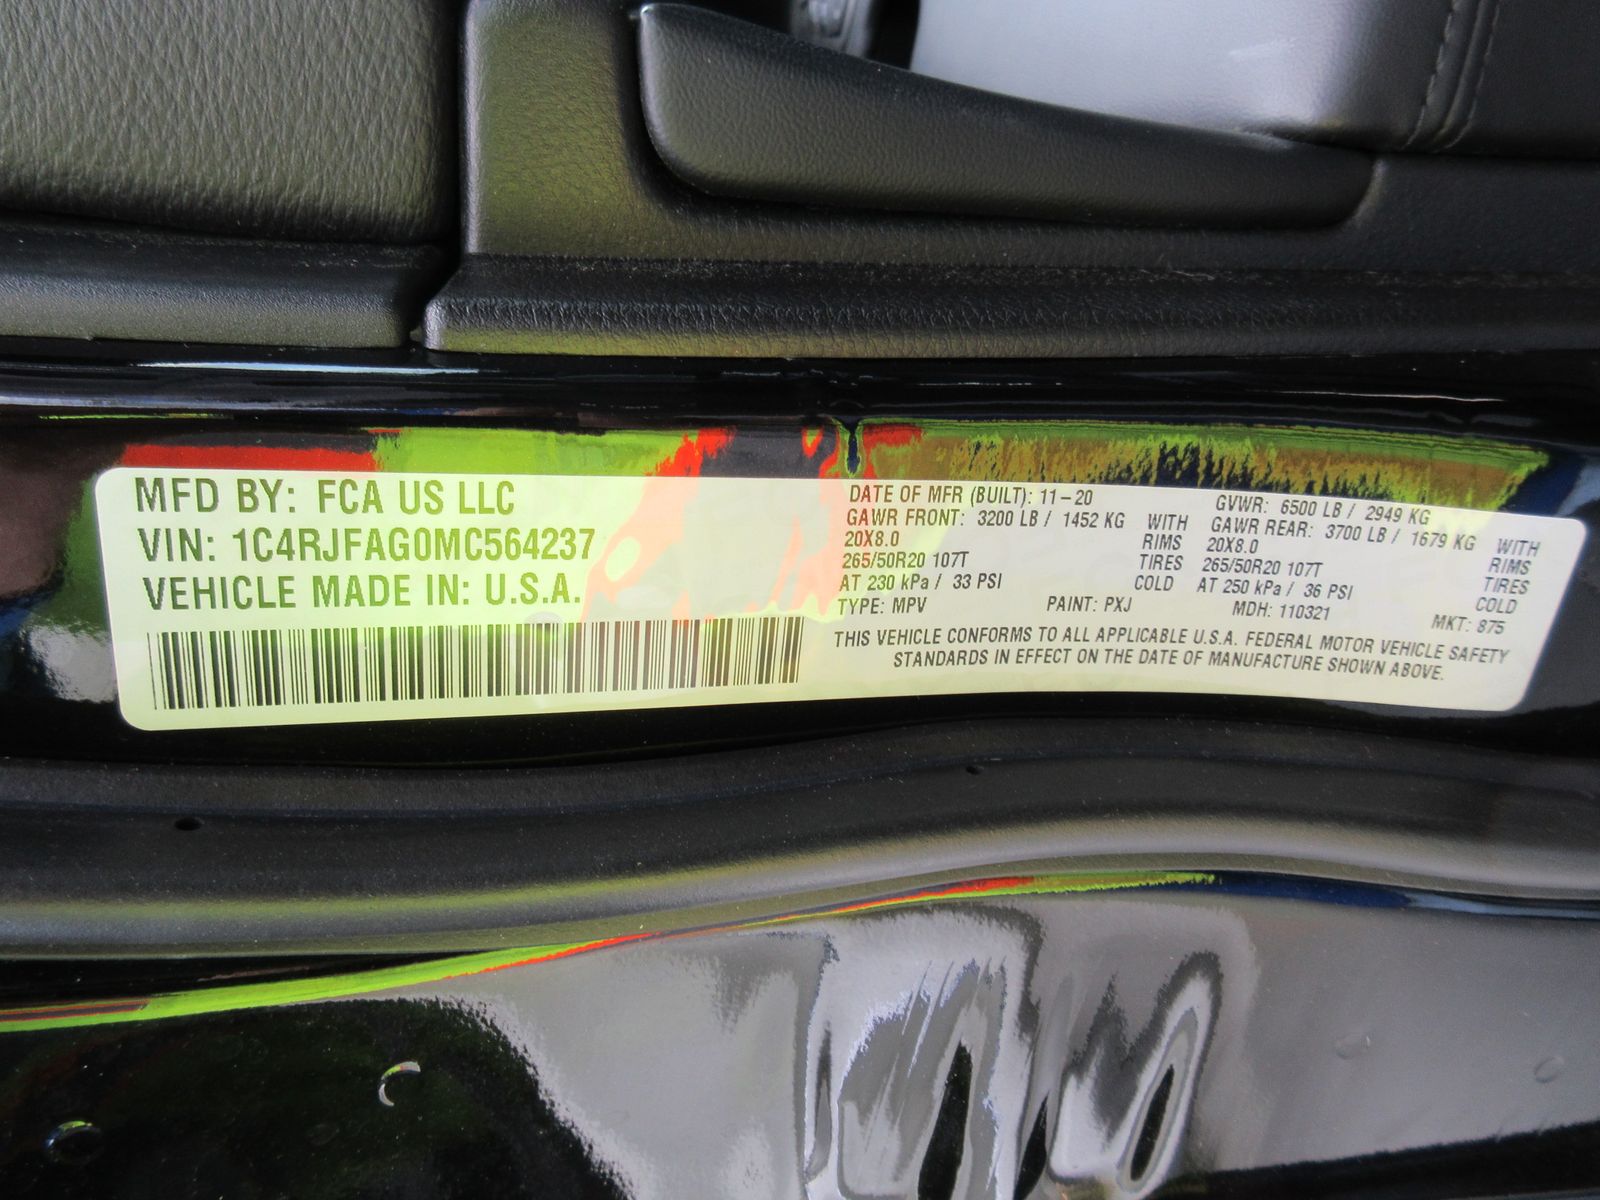 MFD BY: FCA US LLC
VIN: 1C4RJFAG0MC564237
VEHICLE MADE IN: U.S.A.
DATE OF MFR (BUILT): 11-20 GVWR: 6500 LB / 2949 KG
GAWR FRONT: 3200 LB / 1452 KG WITH GAWR REAR: 3700 LB / 1679 KG WITH
20X8.0 RIMS 20X8.0 RIMS
265/50R20 107T TIRES 265/50R20 107T TIRES
AT 230 kPa / 33 PSI COLD AT 250 kPa / 36 PSI COLD
TYPE: MPV PAINT: PXJ MDH: 110321 MKT: 875
THIS VEHICLE CONFORMS TO ALL APPLICABLE U.S.A. FEDERAL MOTOR VEHICLE SAFETY
STANDARDS IN EFFECT ON THE DATE OF MANUFACTURE SHOWN ABOVE.